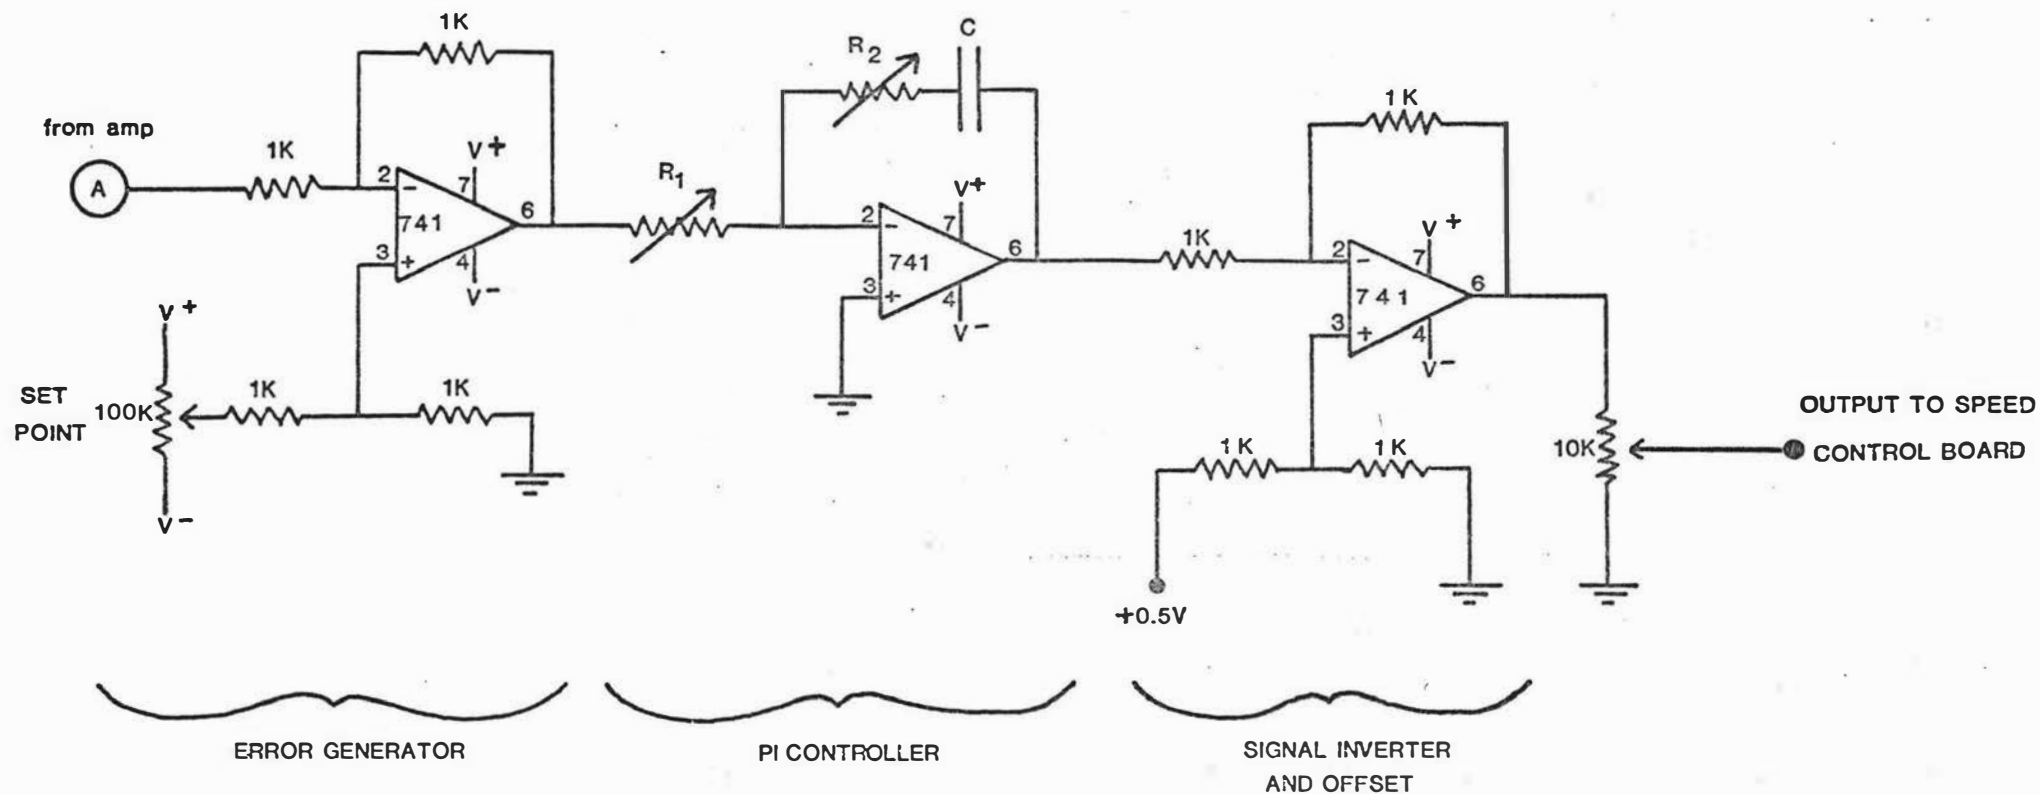 1K
from amp
A
1K
2
-
7
V+
741
6
3
+
4
V-
V+
SET
POINT
100K
1K
1K
V-
R1
R2
C
2
-
7
V+
741
6
3
+
4
V-
1K
1K
2
-
7
V+
741
6
3
+
4
V-
1K
1K
+0.5V
10K
OUTPUT TO SPEED
CONTROL BOARD
ERROR GENERATOR
PI CONTROLLER
SIGNAL INVERTER
AND OFFSET